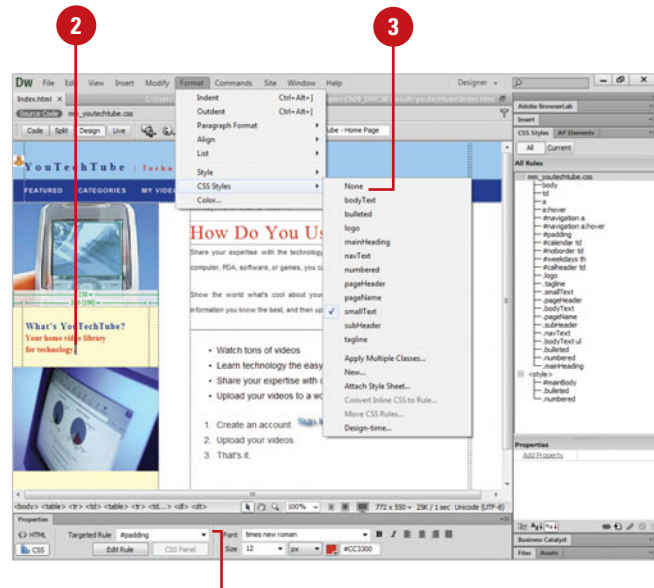 2
3
DW File Edit View Insert Modify Format Commands Site Window Help Designer
Index.html ×
Source Code mm_youtechtube.css
Code Split Design Live
ube - Home Page
Indent Ctrl+Alt+]
Outdent Ctrl+Alt+[
Paragraph Format
Align
List
Style
CSS Styles
Color...
None
bodyText
bulleted
logo
mainHeading
navText
numbered
pageHeader
pageName
smallText
subHeader
tagline
Apply Multiple Classes...
New...
Attach Style Sheet...
Convert Inline CSS to Rule...
Move CSS Rules...
Design-time...
YouTechTube
FEATURED CATEGORIES MY VIDE
How Do You Us
Share your expertise with the technology
computer, PDA, software, or games, you c
Show the world what's cool about your
information you know the best, and then up
What's YouTechTube?
Your home video library
for technology.
• Watch tons of videos
• Learn technology the easy
• Share your expertise with c
• Upload your videos to a wo
1. Create an account.
2. Upload your videos.
3. That's it.
<body> <table> <tr> <td> <table> <tr> <td...> <dl> <dt>
100% 772 x 550 25K / 1 sec Unicode (UTF-8)
Properties
<> HTML Targeted Rule #padding Font times new roman B I
CSS Edit Rule CSS Panel Size 12 px #CC3300
Adobe BrowserLab
Insert
CSS Styles AP Elements
All Current
All Rules
mm_youtechtube.css
body
td
a
a:hover
#navigation a
#navigation a:hover
#padding
#calendar td
#noborder td
#weekdays th
#calheader td
.logo
.tagline
.smallText
.pageHeader
.bodyText
.pageName
.subHeader
.navText
.bodyText ul
.bulleted
.numbered
.mainHeading
<style>
#mainBody
.bulleted
.numbered
Properties
Add Property
Business Catalyst
Files Assets